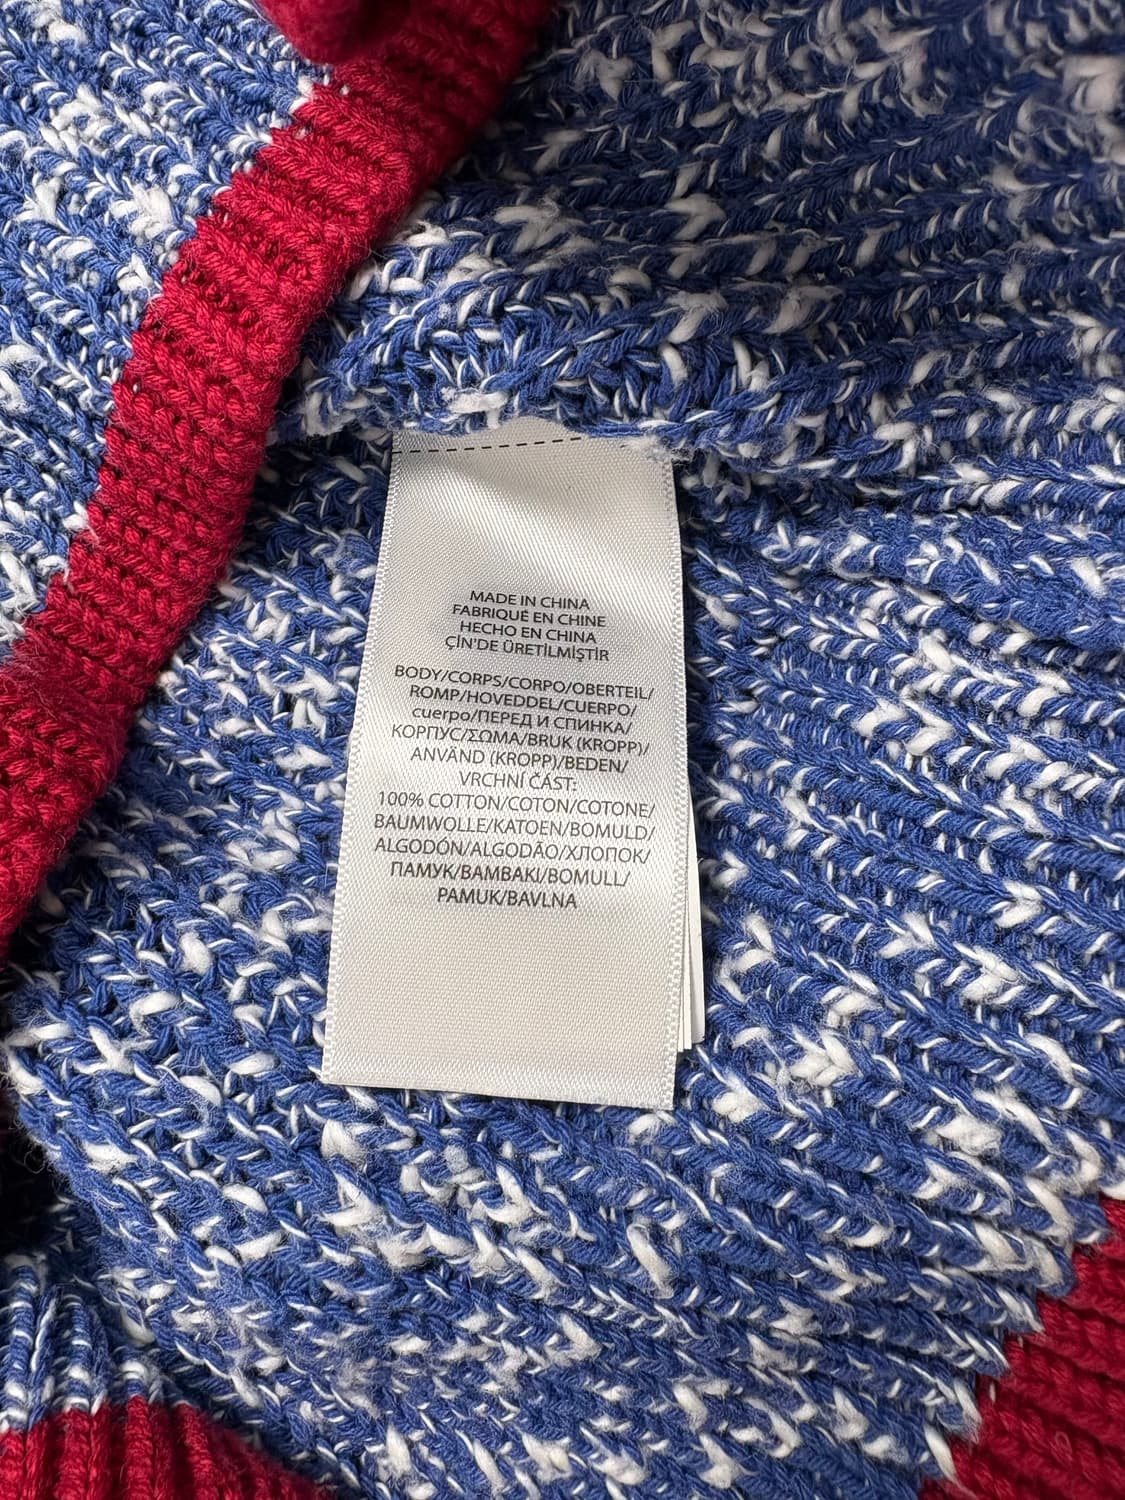 MADE IN CHINA
FABRIQUÉ EN CHINE
HECHO EN CHINA
ÇİN'DE ÜRETİLMİŞTİR
BODY/CORPS/CORPO/OBERTEIL/
ROMP/HOVEDDEL/CUERPO/
cuerpo/ПЕРЕД И СПИНКА/
КОРПУС/ΣΩΜΑ/BRUK (KROPP)/
ANVÄND (KROPP)/BEDEN/
VRCHNÍ ČÁST:
100% COTTON/COTON/COTONE/
BAUMWOLLE/KATOEN/BOMULD/
ALGODÓN/ALGODÃO/ХЛОПОК/
ПАМУК/ΒΑΜΒΑΚΙ/BOMULL/
PAMUK/BAVLNA